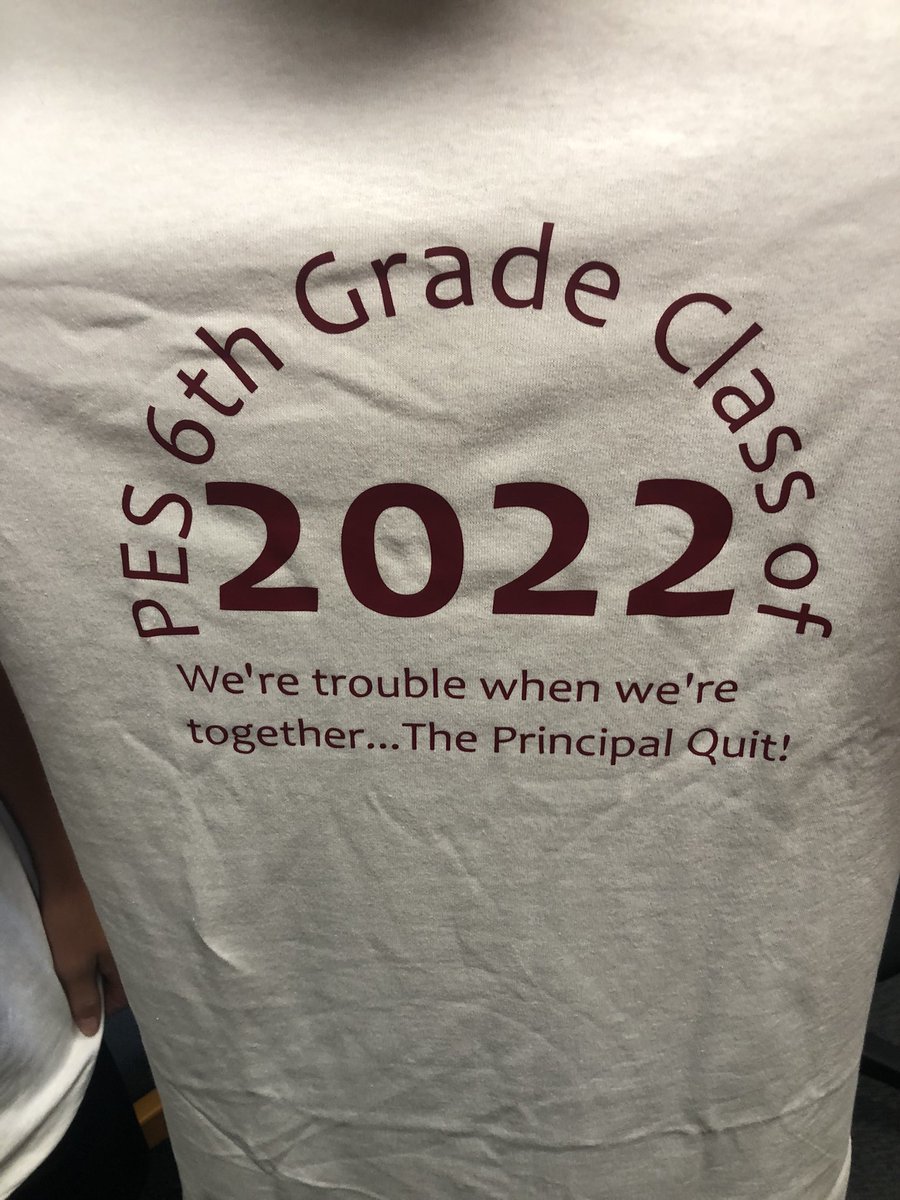 PES 6th Grade Class of
2022
We're trouble when we're
together...The Principal Quit!